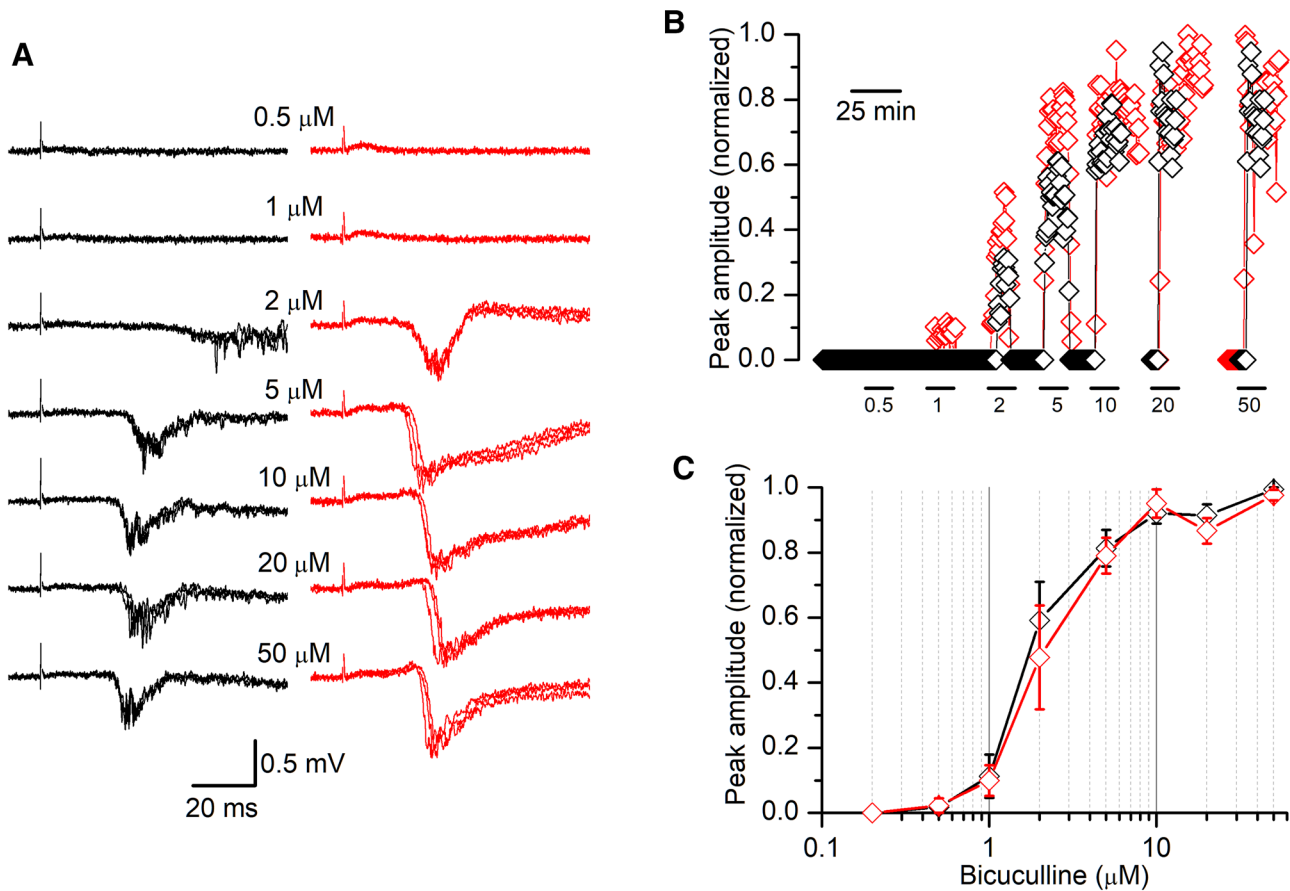 A
0.5 μM
1 μM
2 μM
5 μM
10 μM
20 μM
50 μM
0.5 mV
20 ms
B
Peak amplitude (normalized)
1.0
0.8
0.6
0.4
0.2
0.0
25 min
0.5
1
2
5
10
20
50
C
Peak amplitude (normalized)
1.0
0.8
0.6
0.4
0.2
0.0
0.1
1
10
Bicuculline (μM)